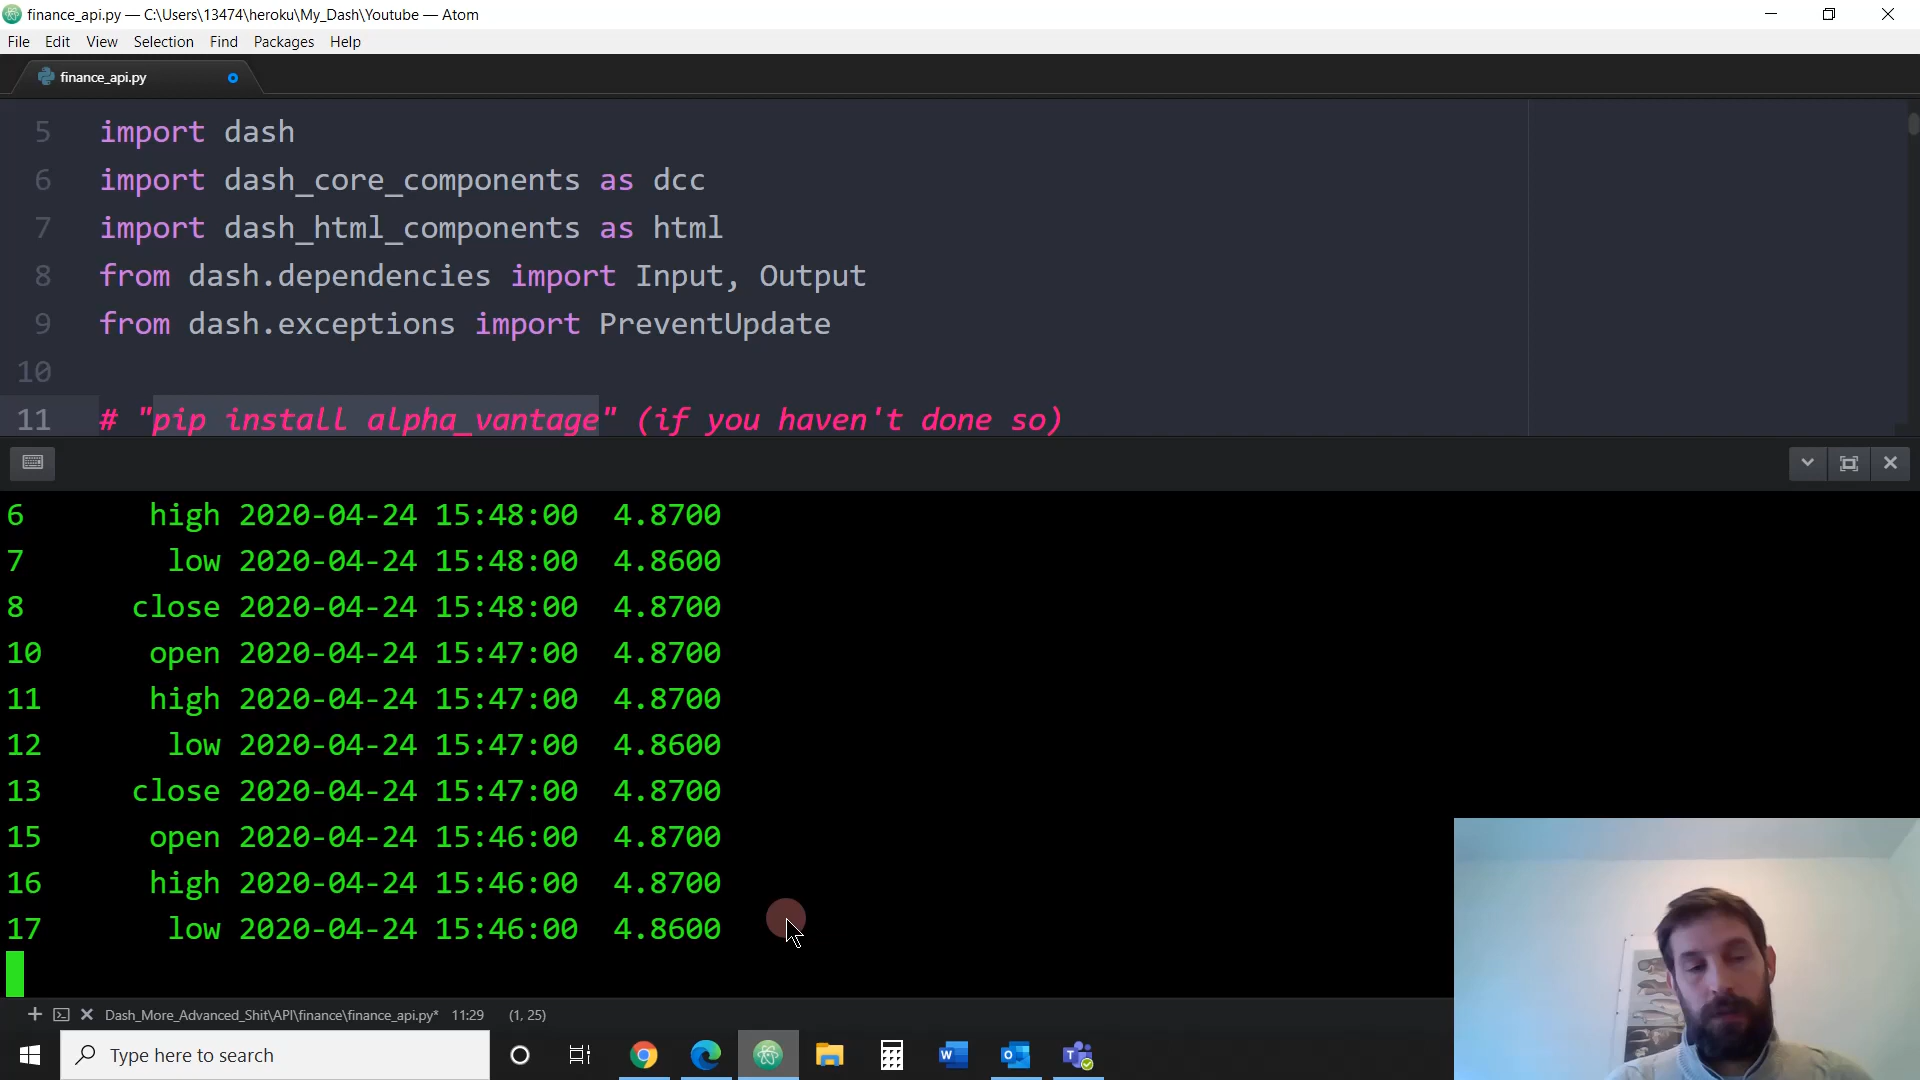 finance_api.py — C:\Users\13474\heroku\My_Dash\Youtube — Atom
File Edit View Selection Find Packages Help
finance_api.py
5 import dash
6 import dash_core_components as dcc
7 import dash_html_components as html
8 from dash.dependencies import Input, Output
9 from dash.exceptions import PreventUpdate
10
11 # "pip install alpha_vantage" (if you haven't done so)
6 high 2020-04-24 15:48:00 4.8700
7 low 2020-04-24 15:48:00 4.8600
8 close 2020-04-24 15:48:00 4.8700
10 open 2020-04-24 15:47:00 4.8700
11 high 2020-04-24 15:47:00 4.8700
12 low 2020-04-24 15:47:00 4.8600
13 close 2020-04-24 15:47:00 4.8700
15 open 2020-04-24 15:46:00 4.8700
16 high 2020-04-24 15:46:00 4.8700
17 low 2020-04-24 15:46:00 4.8600
Dash_More_Advanced_Shit\API\finance\finance_api.py* 11:29 (1, 25)
Type here to search